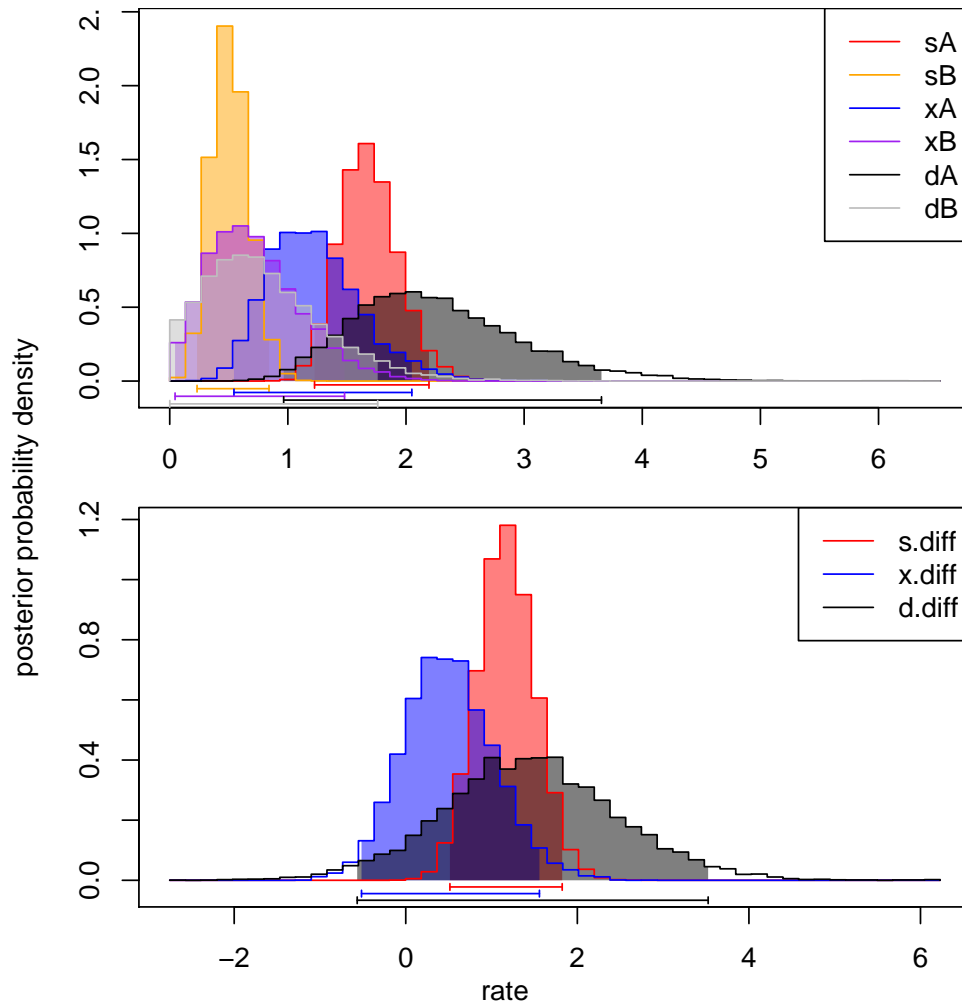 2.
2.0
1.5
1.0
0.5
0.0
sA
sB
xA
xB
dA
dB
0 1 2 3 4 5 6
posterior probability density
1.2
0.8
0.4
0.0
s.diff
x.diff
d.diff
−2 0 2 4 6
rate